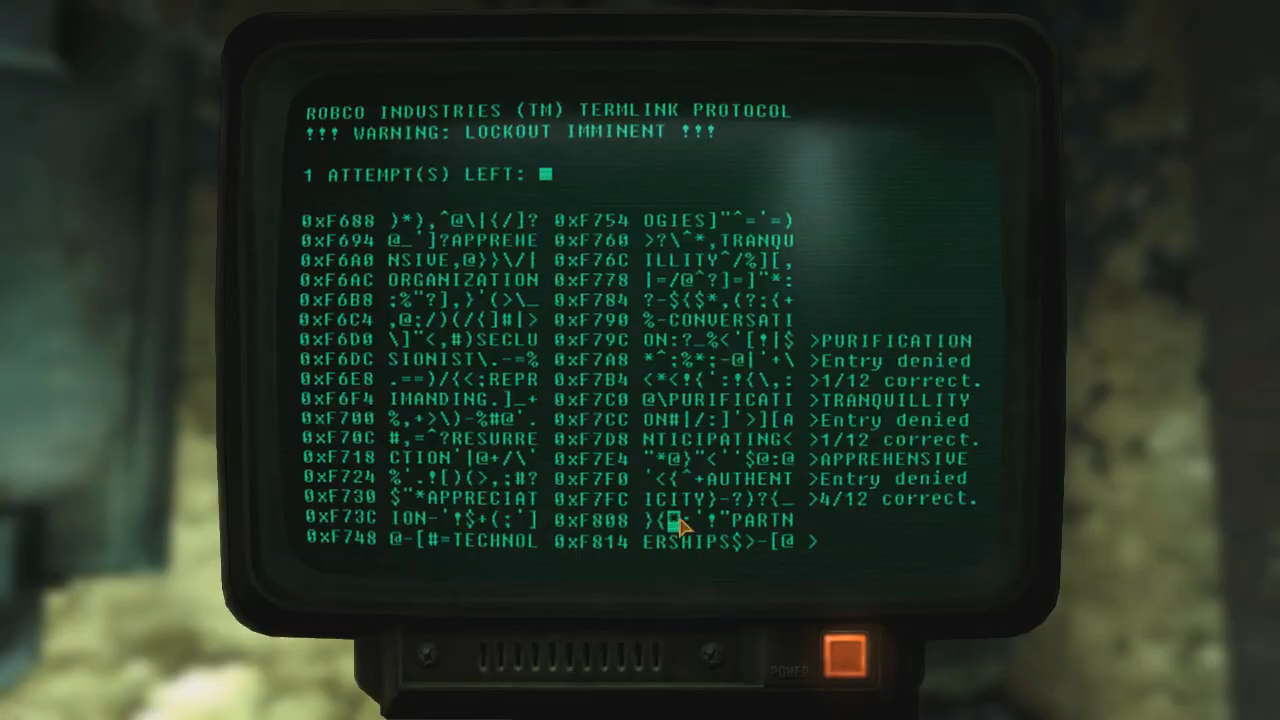 ROBCO INDUSTRIES (TM) TERMLINK PROTOCOL
!!! WARNING: LOCKOUT IMMINENT !!!
1 ATTEMPT(S) LEFT: ■
0xF688 )*),^@\|{/]?
0xF694 @_']?APPREHE
0xF6A0 NSIVE,@}}\/|
0xF6AC ORGANIZATION
0xF6B8 :%"?],}'(>\_
0xF6C4 ,@;/)(/{]#|>
0xF6D0 \]"<,#)SECLU
0xF6DC SIONIST\.-=%
0xF6E8 .==)/{<;REPR
0xF6F4 IMANDING.]_+
0xF700 %,+>\)-%#@'.
0xF70C #,=^?RESURRE
0xF718 CTION'|@+/\'
0xF724 %'.![)(>,:#?
0xF730 $"*APPRECIAT
0xF73C ION-'!$+(;']
0xF748 @-[#=TECHNOL
0xF754 OGIES]"^='=)
0xF760 >?\^*,TRANQU
0xF76C ILLITY^/%][,
0xF778 |=/@^?]=]"*:
0xF784 ?-${$*,(?:{+
0xF790 %-CONVERSATI
0xF79C ON:?_%<'[!|$
0xF7A8 *^:%*;-@|'+\
0xF7B4 <*<!{':!{\,:
0xF7C0 @\PURIFICATI
0xF7CC ON#|/:]'>][A
0xF7D8 NTICIPATING<
0xF7E4 "*@}"<''$@:@
0xF7F0 '<{^+AUTHENT
0xF7FC ICITY}-?)?{_
0xF808 }{ :'!"PARTN
0xF814 ERSHIPS$>-[@
>PURIFICATION
>Entry denied
>1/12 correct.
>TRANQUILLITY
>Entry denied
>1/12 correct.
>APPREHENSIVE
>Entry denied
>4/12 correct.
>
POWER